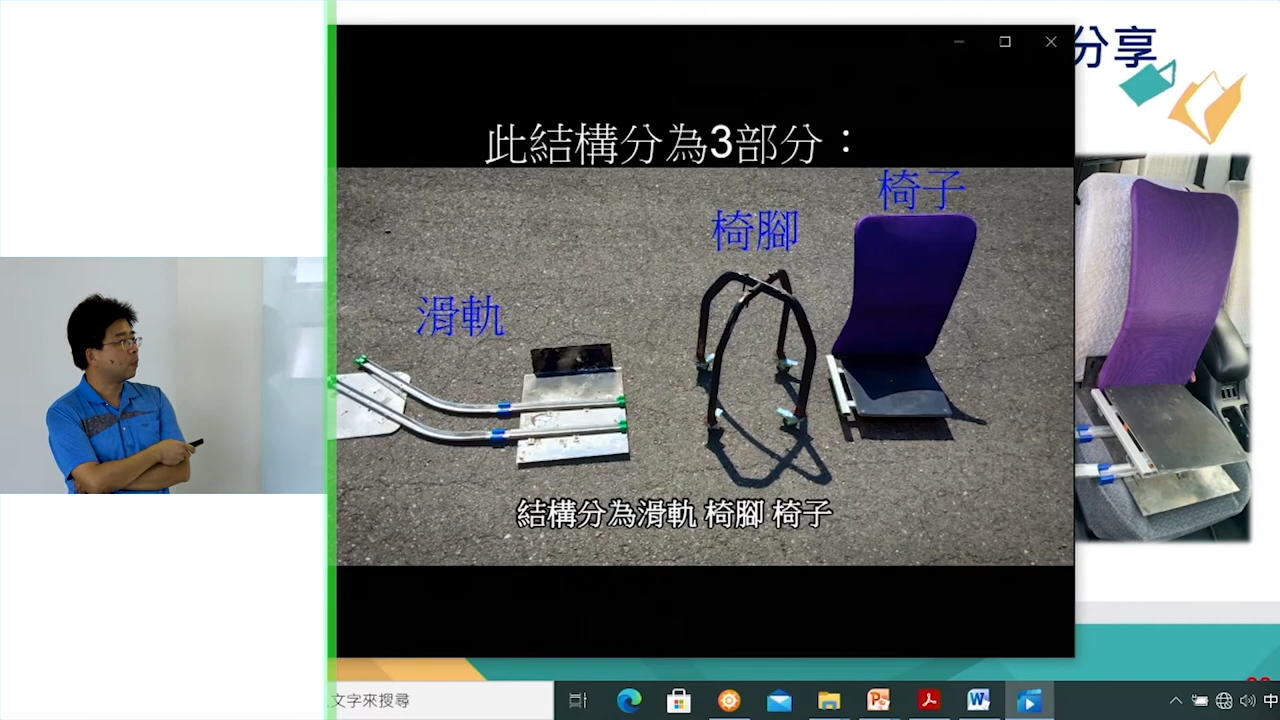 分享
此結構分為3部分：
椅子
椅腳
滑軌
結構分為滑軌 椅腳 椅子
文字來搜尋
中